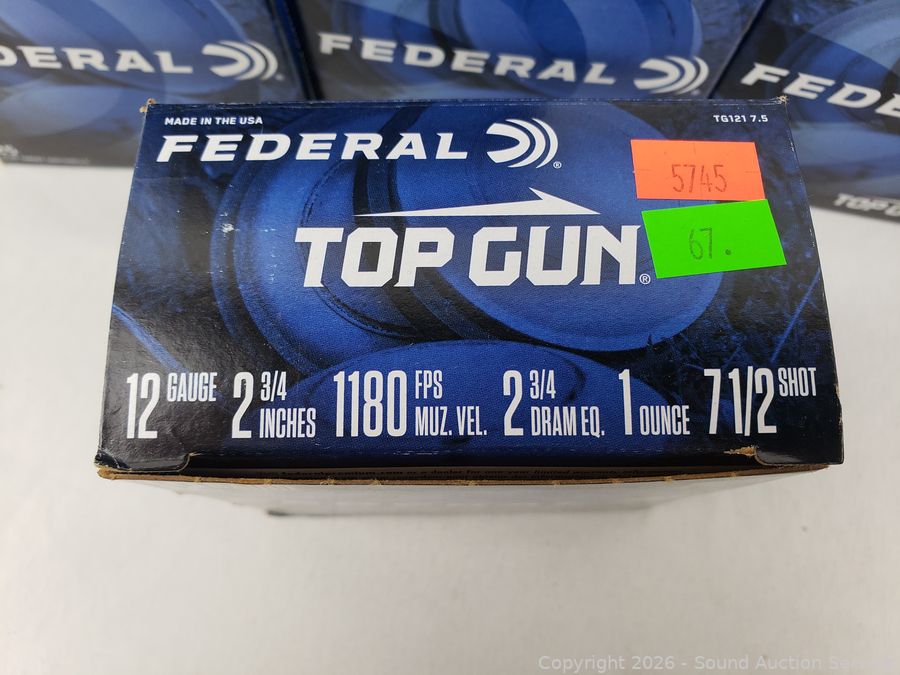 FEDERAL
FEDERAL
TOP GUN
MADE IN THE USA
TG121 7.5
FEDERAL
5745
67.
TOP GUN
12 GAUGE 2 3/4 INCHES 1180 FPS MUZ. VEL. 2 3/4 DRAM EQ. 1 OUNCE 7 1/2 SHOT
Copyright 2026 - Sound Auction Service